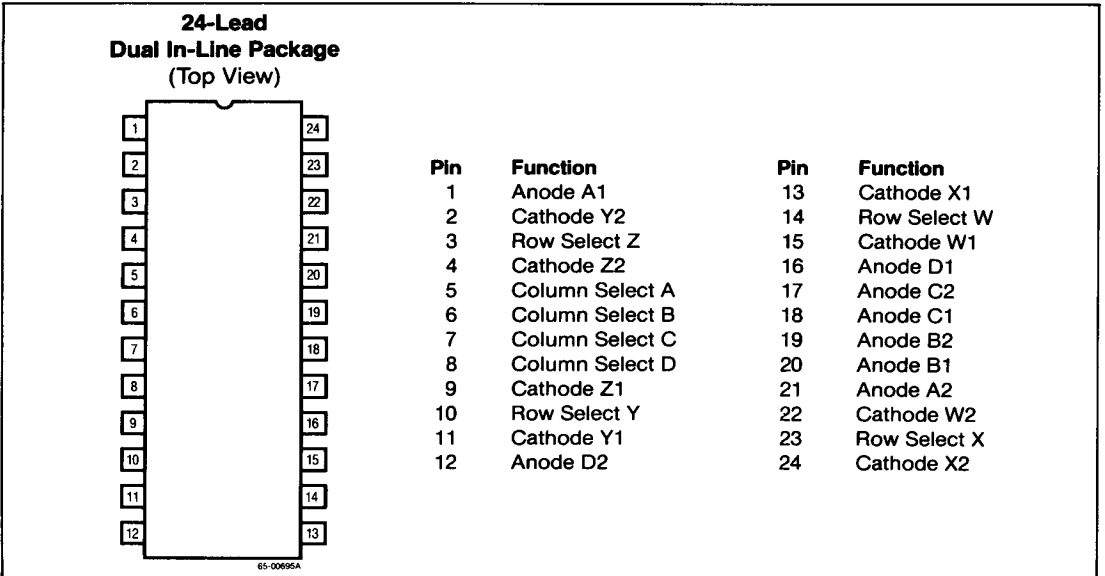 24-Lead
Dual In-Line Package
(Top View)
1 24
2 23
3 22
4 21
5 20
6 19
7 18
8 17
9 16
10 15
11 14
12 13
65-00695A
Pin Function Pin Function
1 Anode A1 13 Cathode X1
2 Cathode Y2 14 Row Select W
3 Row Select Z 15 Cathode W1
4 Cathode Z2 16 Anode D1
5 Column Select A 17 Anode C2
6 Column Select B 18 Anode C1
7 Column Select C 19 Anode B2
8 Column Select D 20 Anode B1
9 Cathode Z1 21 Anode A2
10 Row Select Y 22 Cathode W2
11 Cathode Y1 23 Row Select X
12 Anode D2 24 Cathode X2